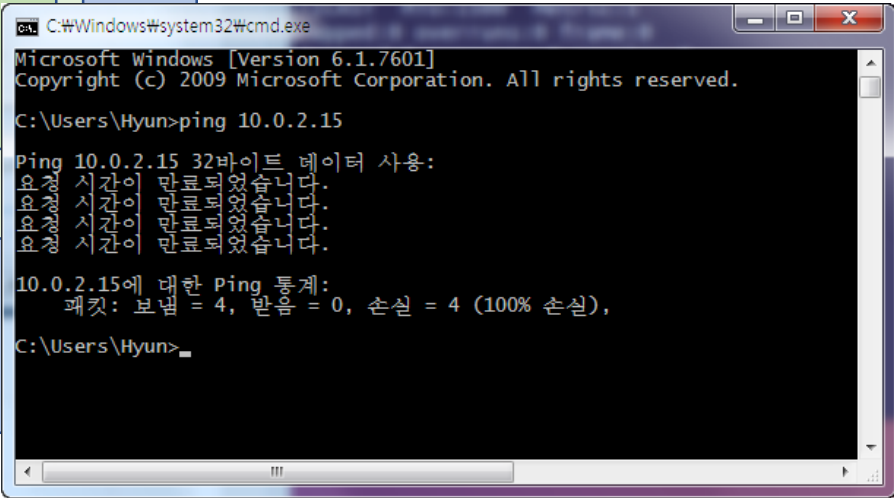 C:₩Windows₩system32₩cmd.exe
Microsoft Windows [Version 6.1.7601]
Copyright (c) 2009 Microsoft Corporation. All rights reserved.
C:\Users\Hyun>ping 10.0.2.15
Ping 10.0.2.15 32바이트 데이터 사용:
요청 시간이 만료되었습니다.
요청 시간이 만료되었습니다.
요청 시간이 만료되었습니다.
요청 시간이 만료되었습니다.
10.0.2.15에 대한 Ping 통계:
패킷: 보냄 = 4, 받음 = 0, 손실 = 4 (100% 손실),
C:\Users\Hyun>